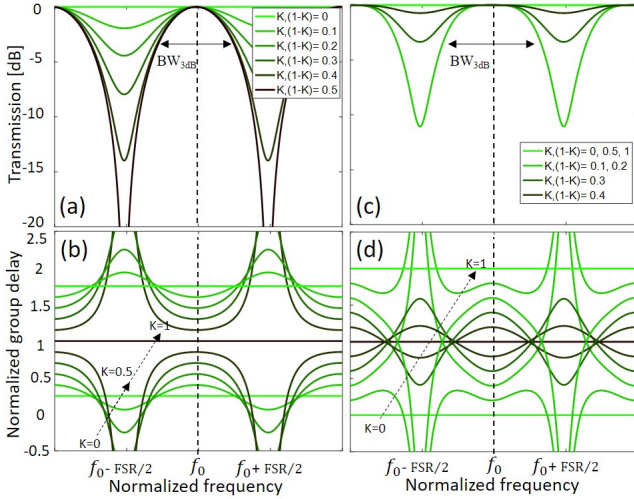 Transmission [dB]
0
-5
-10
-15
-20
K,(1-K)= 0
K,(1-K)= 0.1
K,(1-K)= 0.2
K,(1-K)= 0.3
K,(1-K)= 0.4
K,(1-K)= 0.5
BW3dB
(a)
BW3dB
K,(1-K)= 0, 0.5, 1
K,(1-K)= 0.1, 0.2
K,(1-K)= 0.3
K,(1-K)= 0.4
(c)
Normalized group delay
2.5
2
1.5
1
0.5
0
-0.5
(b)
K=1
K=0.5
K=0
f0- FSR/2
f0
f0+ FSR/2
Normalized frequency
(d)
K=1
K=0
f0- FSR/2
f0
f0+ FSR/2
Normalized frequency